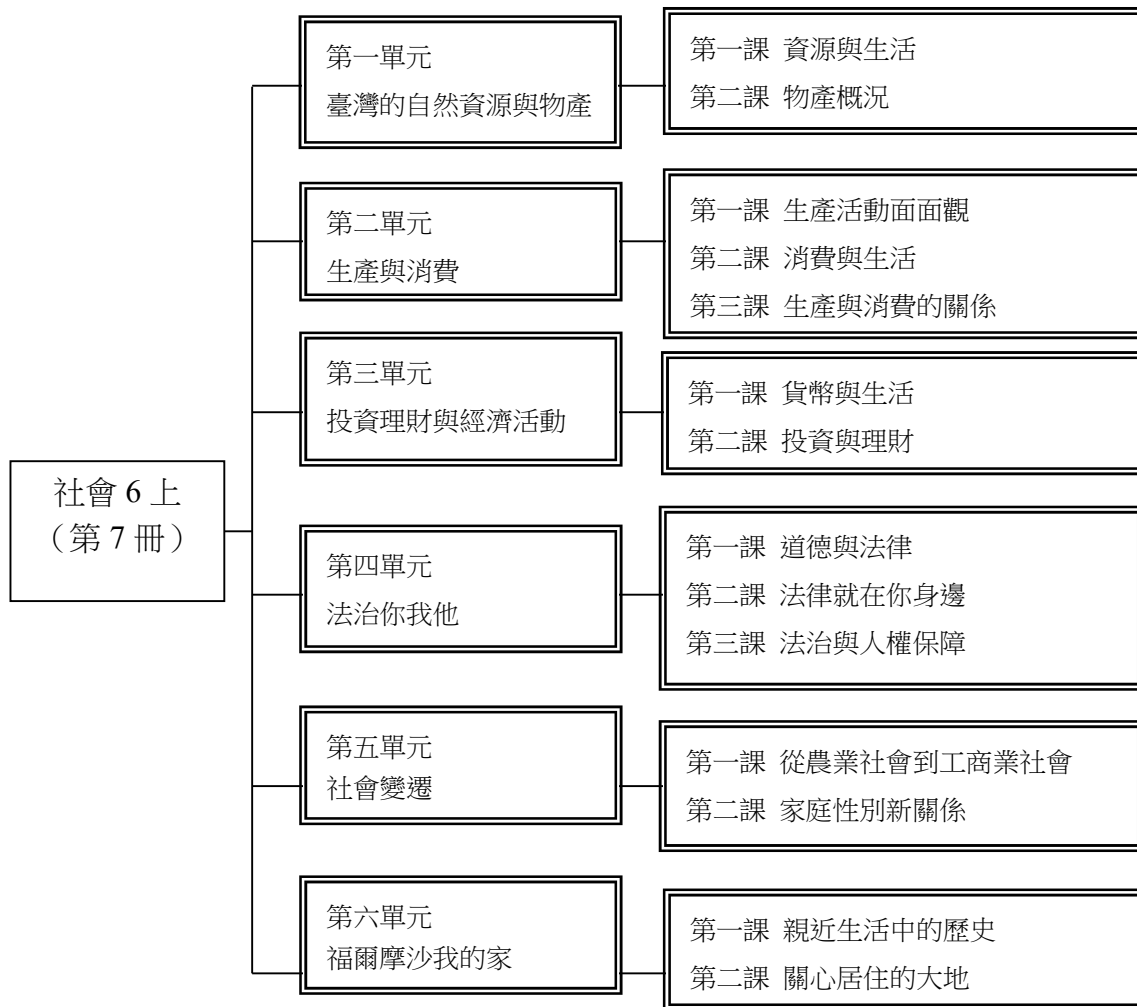 社會 6 上
（第 7 冊）
第一單元
臺灣的自然資源與物產
第一課 資源與生活
第二課 物產概況
第二單元
生產與消費
第一課 生產活動面面觀
第二課 消費與生活
第三課 生產與消費的關係
第三單元
投資理財與經濟活動
第一課 貨幣與生活
第二課 投資與理財
第四單元
法治你我他
第一課 道德與法律
第二課 法律就在你身邊
第三課 法治與人權保障
第五單元
社會變遷
第一課 從農業社會到工商業社會
第二課 家庭性別新關係
第六單元
福爾摩沙我的家
第一課 親近生活中的歷史
第二課 關心居住的大地